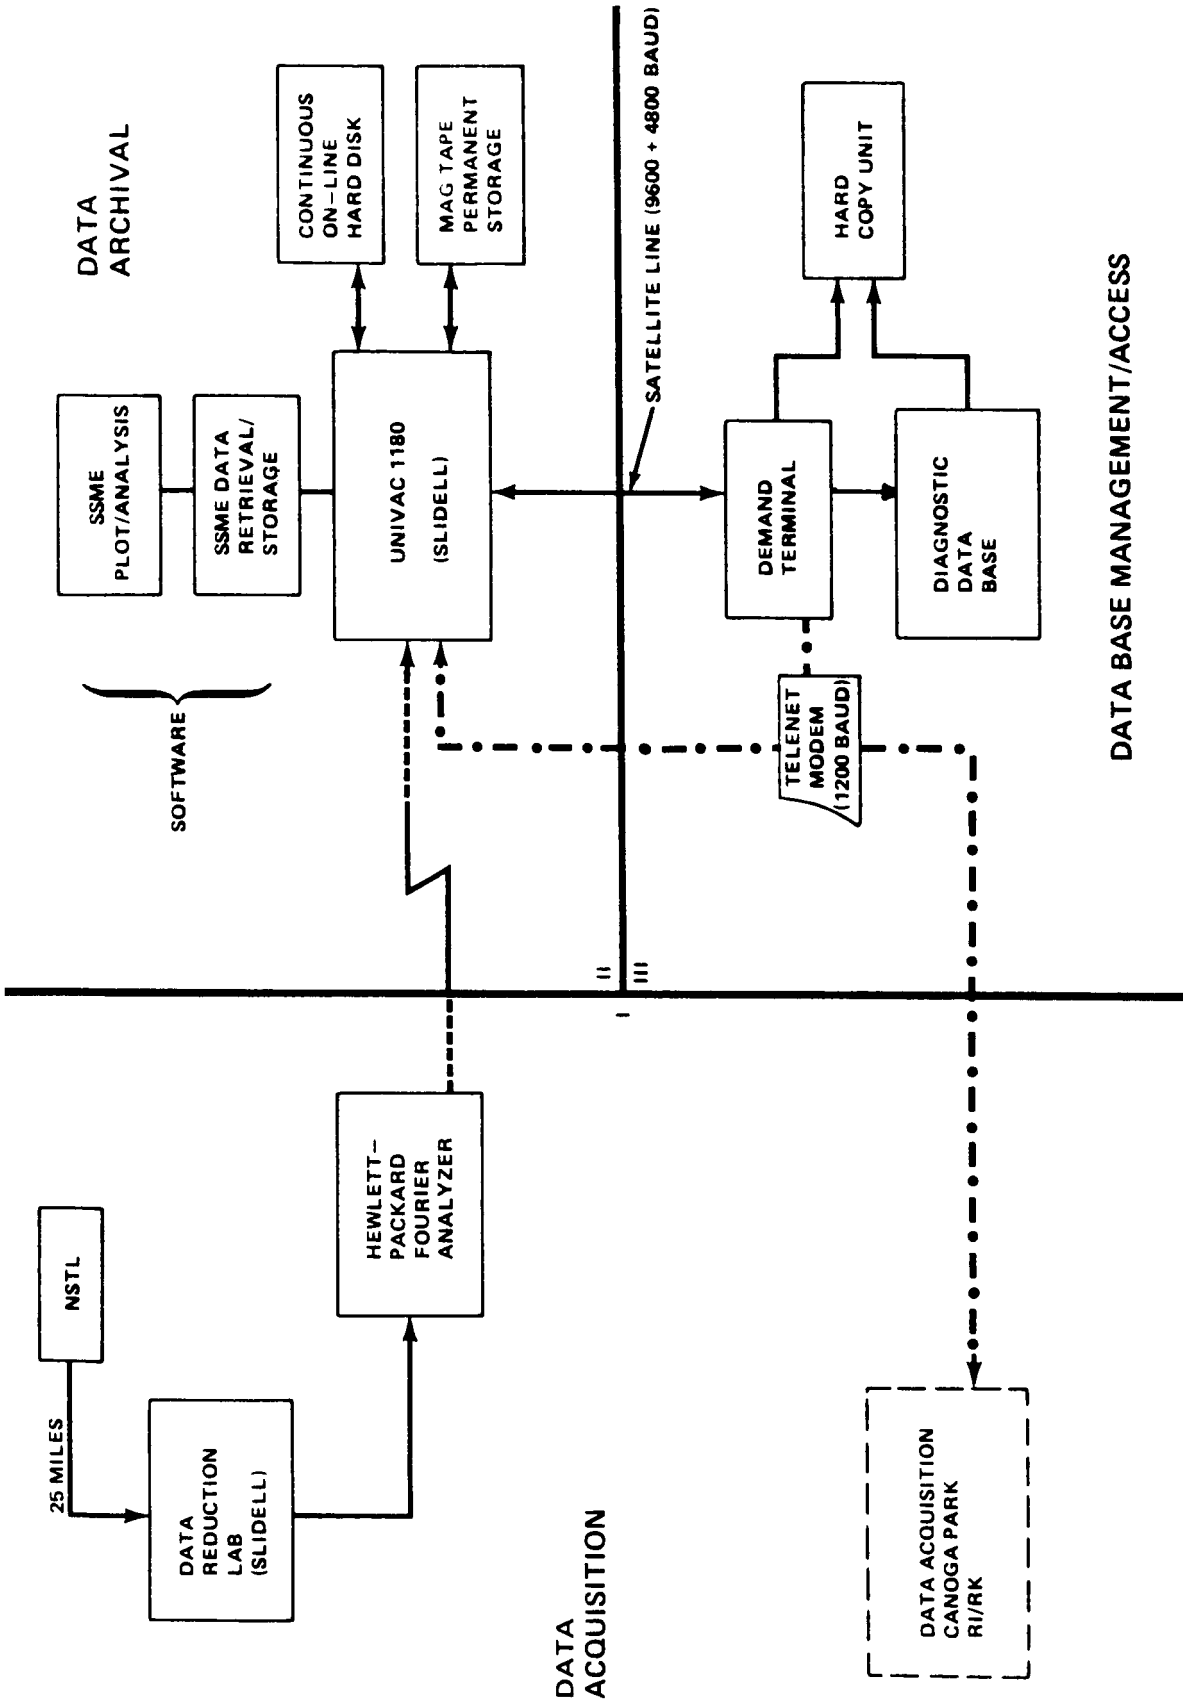 DATA
ACQUISITION
25 MILES
NSTL
DATA
REDUCTION
LAB
(SLIDELL)
HEWLETT–
PACKARD
FOURIER
ANALYZER
DATA ACQUISITION
CANOGA PARK
RI/RK
I
II
III
DATA
ARCHIVAL
SOFTWARE
SSME
PLOT/ANALYSIS
SSME DATA
RETRIEVAL/
STORAGE
UNIVAC 1180
(SLIDELL)
CONTINUOUS
ON–LINE
HARD DISK
MAG TAPE
PERMANENT
STORAGE
SATELLITE LINE (9600 + 4800 BAUD)
TELENET
MODEM
(1200 BAUD)
DEMAND
TERMINAL
DIAGNOSTIC
DATA
BASE
HARD
COPY UNIT
DATA BASE MANAGEMENT/ACCESS